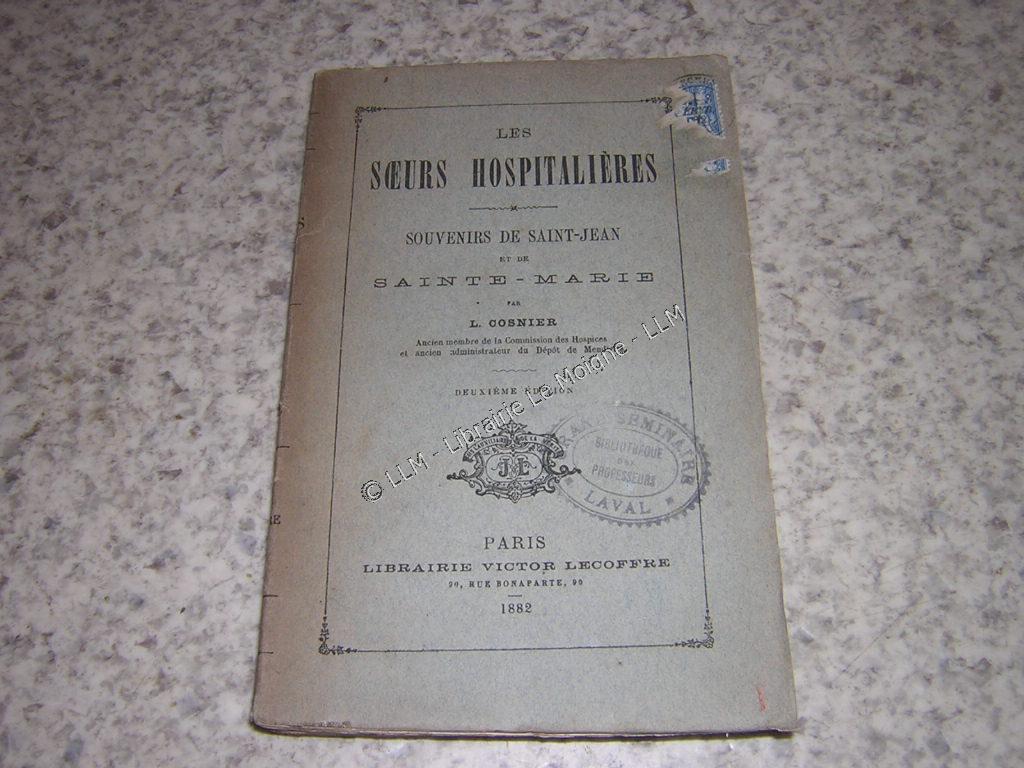 LES
SŒURS HOSPITALIÈRES
SOUVENIRS DE SAINT-JEAN
ET DE
SAINTE-MARIE
PAR
L. COSNIER
Ancien membre de la Commission des Hospices
et ancien administrateur du Dépôt de
DEUXIÈME ÉDITION
J L
GRAND SEMINAIRE
BIBLIOTHEQUE
DES
PROFESSEURS
LAVAL
PARIS
LIBRAIRIE VICTOR LECOFFRE
90, RUE BONAPARTE, 90
1882
© LLM - Librairie Le Moigne - LLM